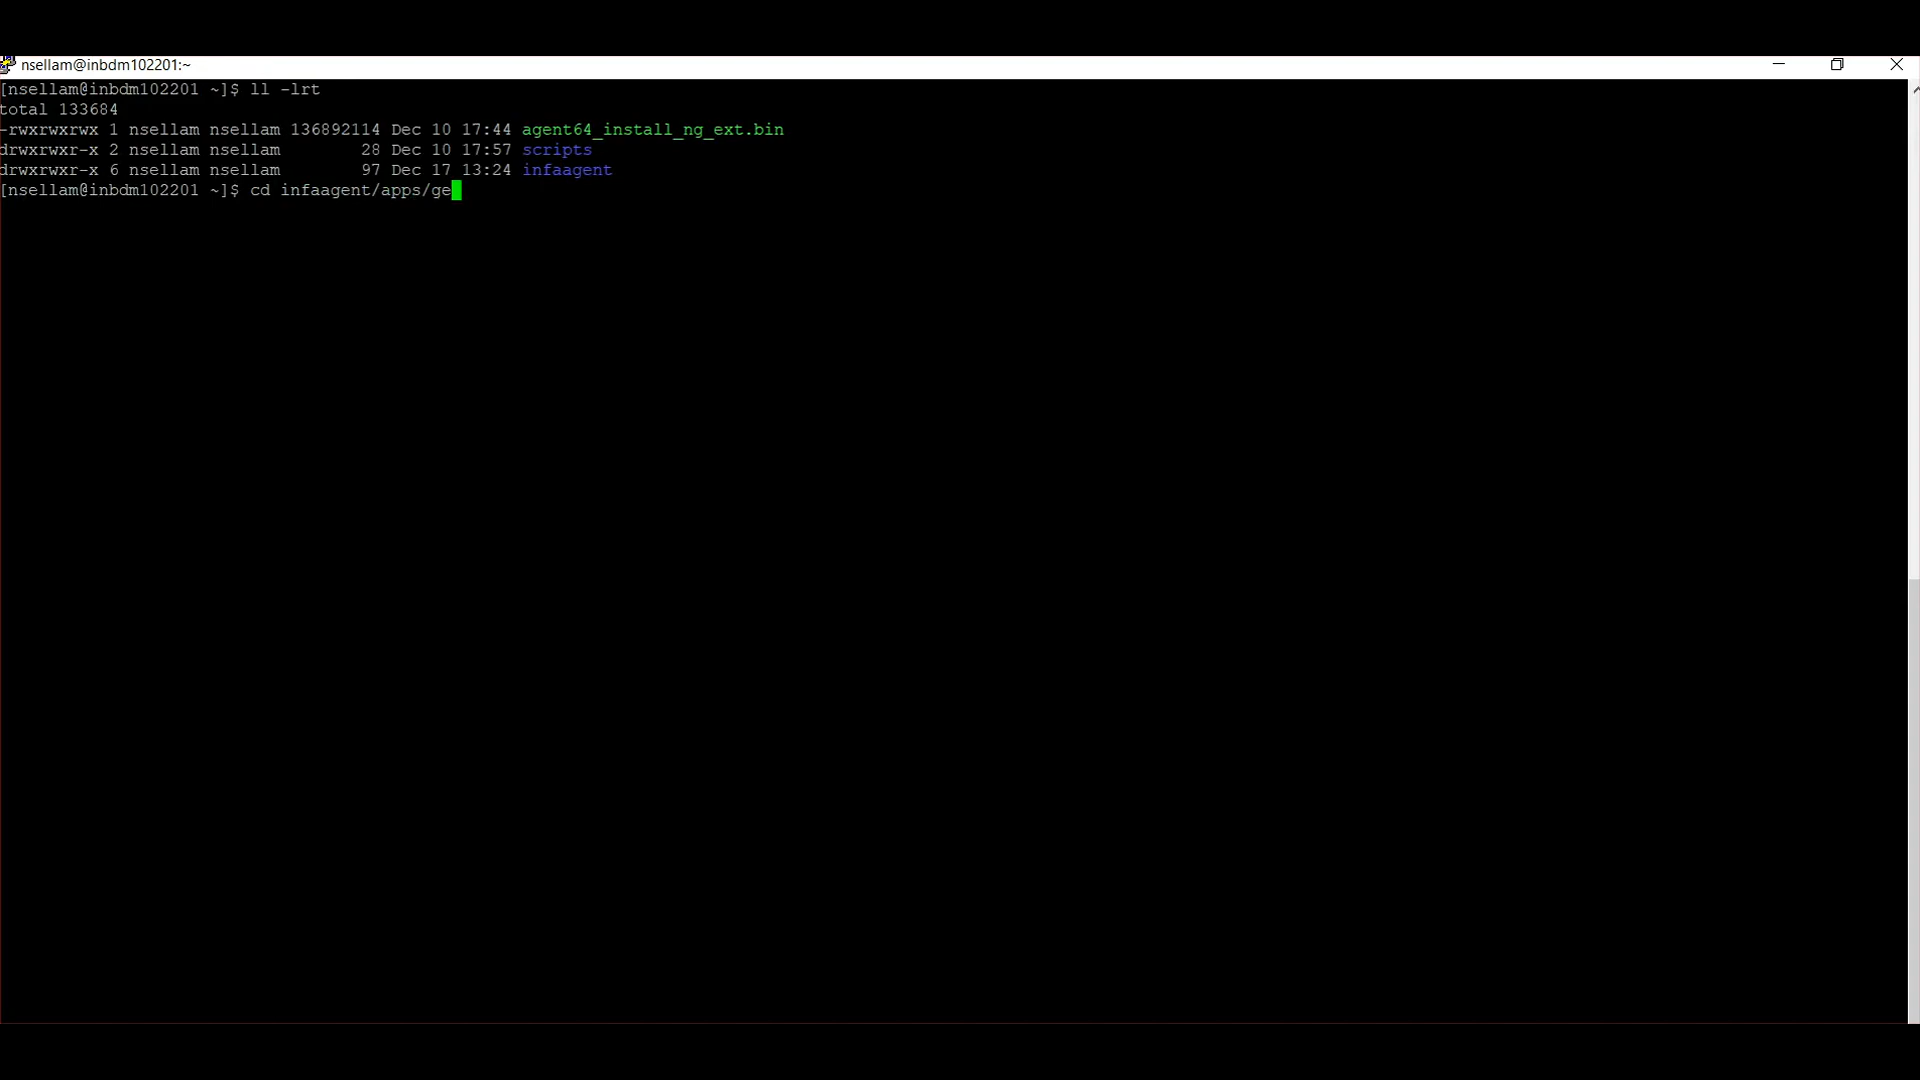 nsellam@inbdm102201:~
[nsellam@inbdm102201 ~]$ ll -lrt
total 133684
-rwxrwxrwx 1 nsellam nsellam 136892114 Dec 10 17:44 agent64_install_ng_ext.bin
drwxrwxr-x 2 nsellam nsellam        28 Dec 10 17:57 scripts
drwxrwxr-x 6 nsellam nsellam        97 Dec 17 13:24 infaagent
[nsellam@inbdm102201 ~]$ cd infaagent/apps/ge